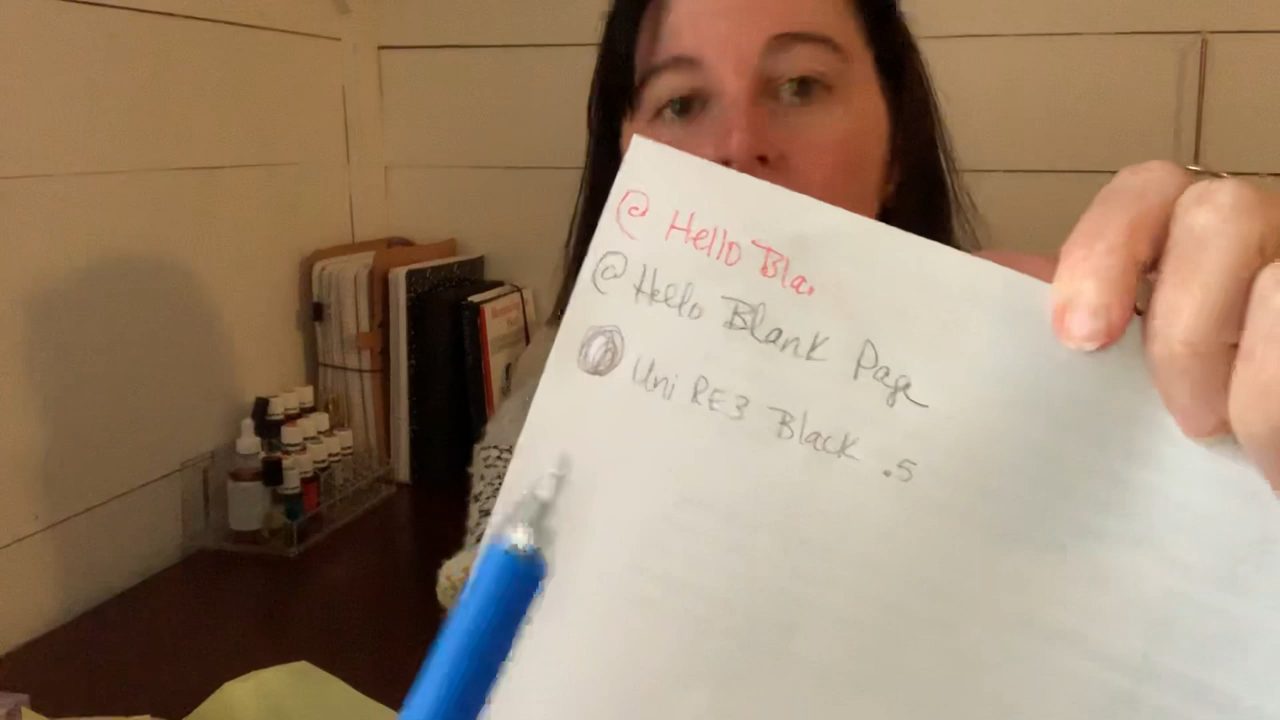 @ Hello Bla.
@ Hello Blank Page
Uni RE3 Black .5